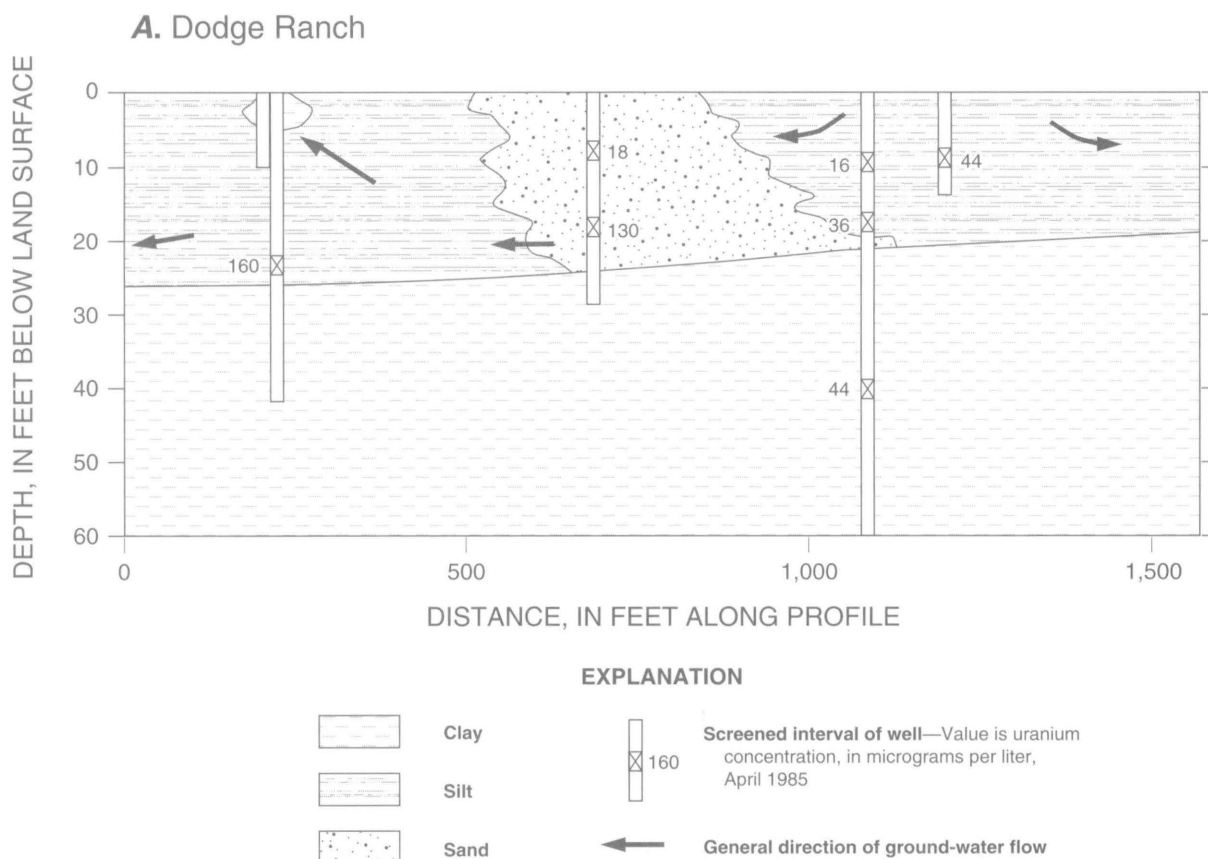 A. Dodge Ranch
DEPTH, IN FEET BELOW LAND SURFACE
0
10
20
30
40
50
60
18
130
160
16
36
44
44
0 500 1,000 1,500
DISTANCE, IN FEET ALONG PROFILE
EXPLANATION
Clay
Silt
Sand
160
Screened interval of well—Value is uranium
concentration, in micrograms per liter,
April 1985
General direction of ground-water flow